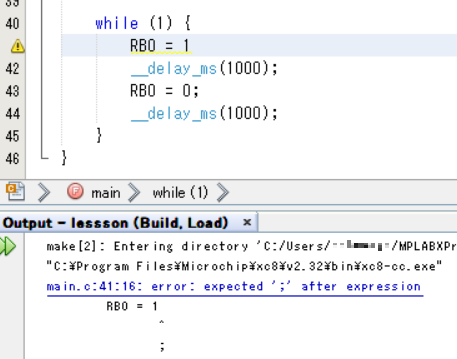 39
40 while (1) {
RB0 = 1
42 __delay_ms(1000);
43 RB0 = 0;
44 __delay_ms(1000);
45 }
46 }
main while (1)
Output - lessson (Build, Load) ×
make[2]: Entering directory 'C:/Users/ /MPLABXPr
"C:¥Program Files¥Microchip¥xc8¥v2.32¥bin¥xc8-cc.exe"
main.c:41:16: error: expected ';' after expression
RB0 = 1
^
;